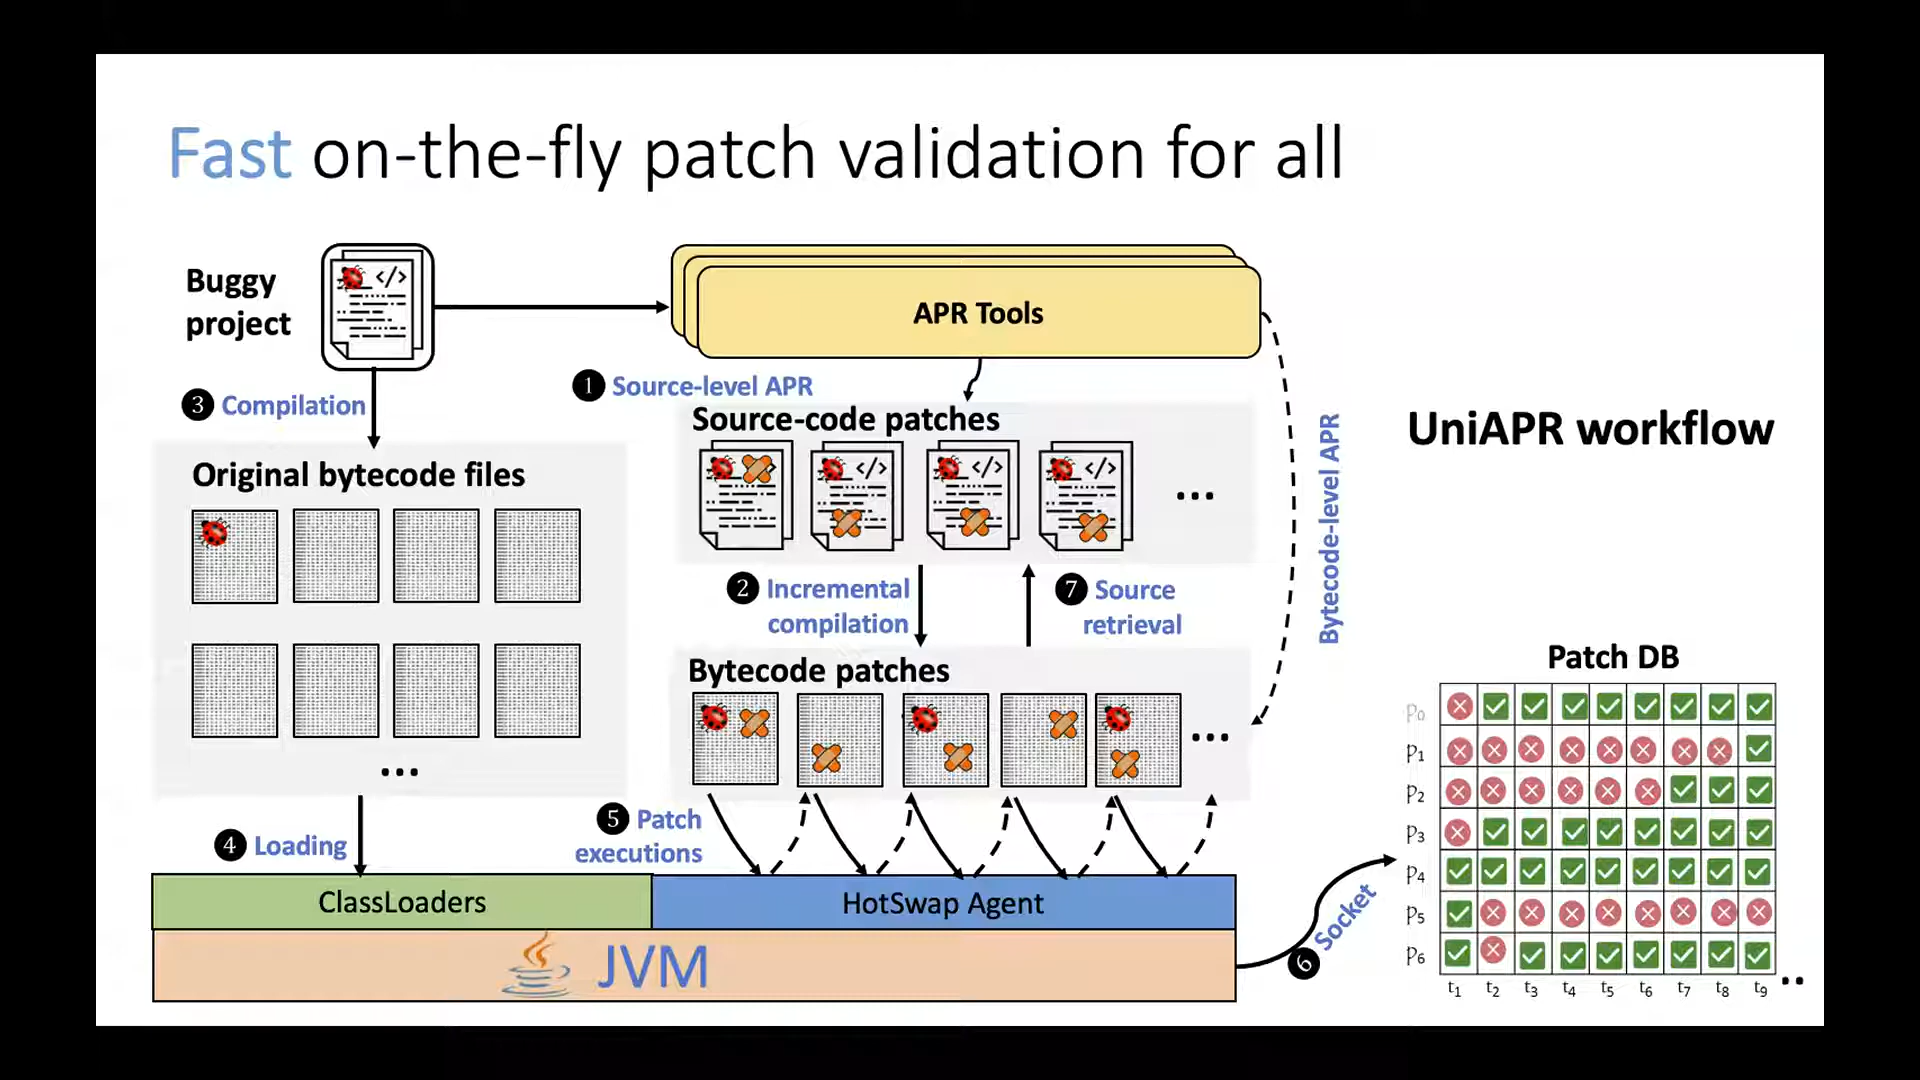 Fast on-the-fly patch validation for all
Buggy
project
</>
APR Tools
1 Source-level APR
3 Compilation
Source-code patches
</> </> </>
...
Bytecode-level APR
UniAPR workflow
Original bytecode files
...
2 Incremental
compilation
7 Source
retrieval
Bytecode patches
...
4 Loading
5 Patch
executions
ClassLoaders
HotSwap Agent
JVM
6 Socket
Patch DB
p0
p1
p2
p3
p4
p5
p6
t1 t2 t3 t4 t5 t6 t7 t8 t9 ..